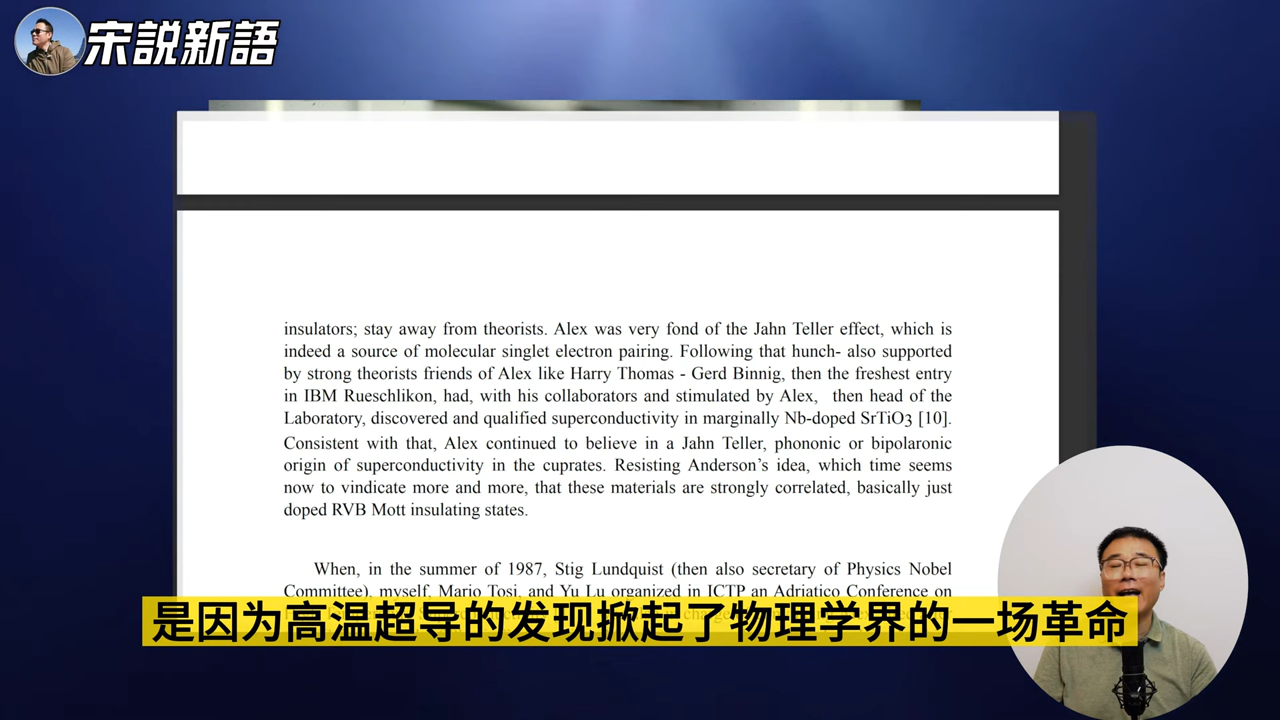 宋説新語
insulators; stay away from theorists. Alex was very fond of the Jahn Teller effect, which is
indeed a source of molecular singlet electron pairing. Following that hunch- also supported
by strong theorists friends of Alex like Harry Thomas - Gerd Binnig, then the freshest entry
in IBM Rueschlikon, had, with his collaborators and stimulated by Alex, then head of the
Laboratory, discovered and qualified superconductivity in marginally Nb-doped SrTiO3 [10].
Consistent with that, Alex continued to believe in a Jahn Teller, phononic or bipolaronic
origin of superconductivity in the cuprates. Resisting Anderson's idea, which time seems
now to vindicate more and more, that these materials are strongly correlated, basically just
doped RVB Mott insulating states.
When, in the summer of 1987, Stig Lundquist (then also secretary of Physics Nobel
Committee), myself, Mario Tosi, and Yu Lu organized in ICTP an Adriatico Conference on
是因为高温超导的发现掀起了物理学界的一场革命